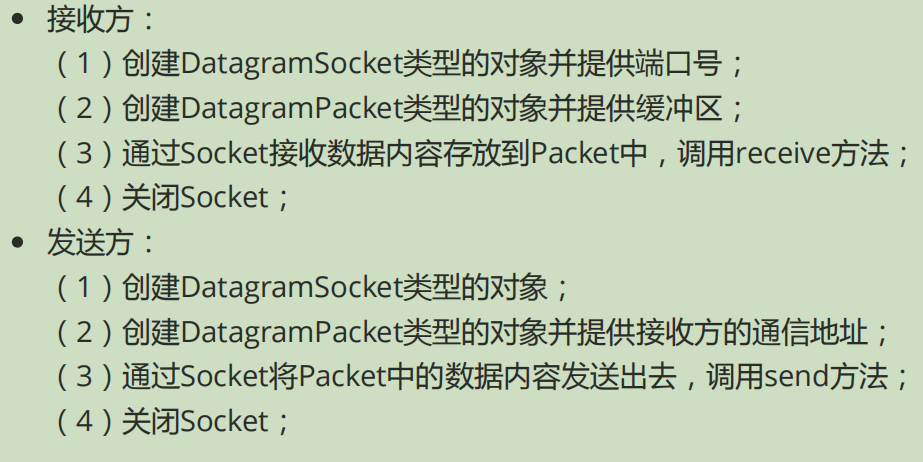 • 接收方：
（1）创建DatagramSocket类型的对象并提供端口号；
（2）创建DatagramPacket类型的对象并提供缓冲区；
（3）通过Socket接收数据内容存放到Packet中，调用receive方法；
（4）关闭Socket；
• 发送方：
（1）创建DatagramSocket类型的对象；
（2）创建DatagramPacket类型的对象并提供接收方的通信地址；
（3）通过Socket将Packet中的数据内容发送出去，调用send方法；
（4）关闭Socket；